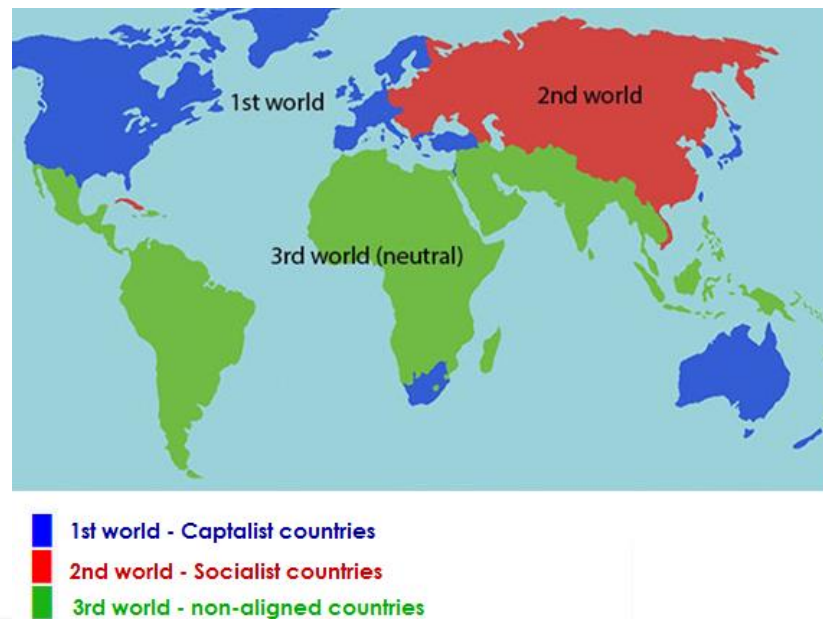 1st world
2nd world
3rd world (neutral)
1st world - Captalist countries
2nd world - Socialist countries
3rd world - non-aligned countries